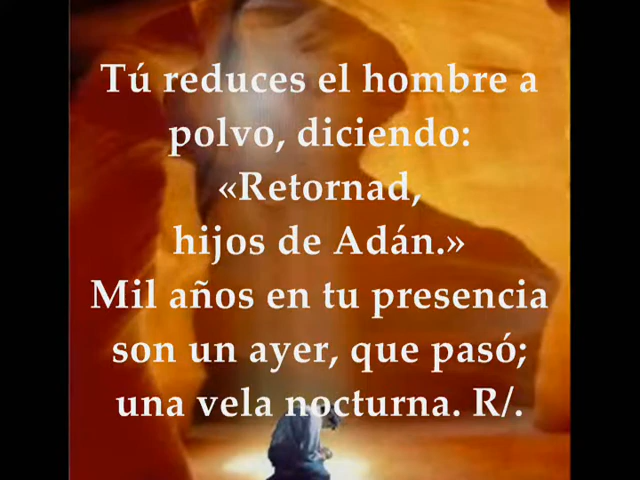 Tú reduces el hombre a
polvo, diciendo:
«Retornad,
hijos de Adán.»
Mil años en tu presencia
son un ayer, que pasó;
una vela nocturna. R/.